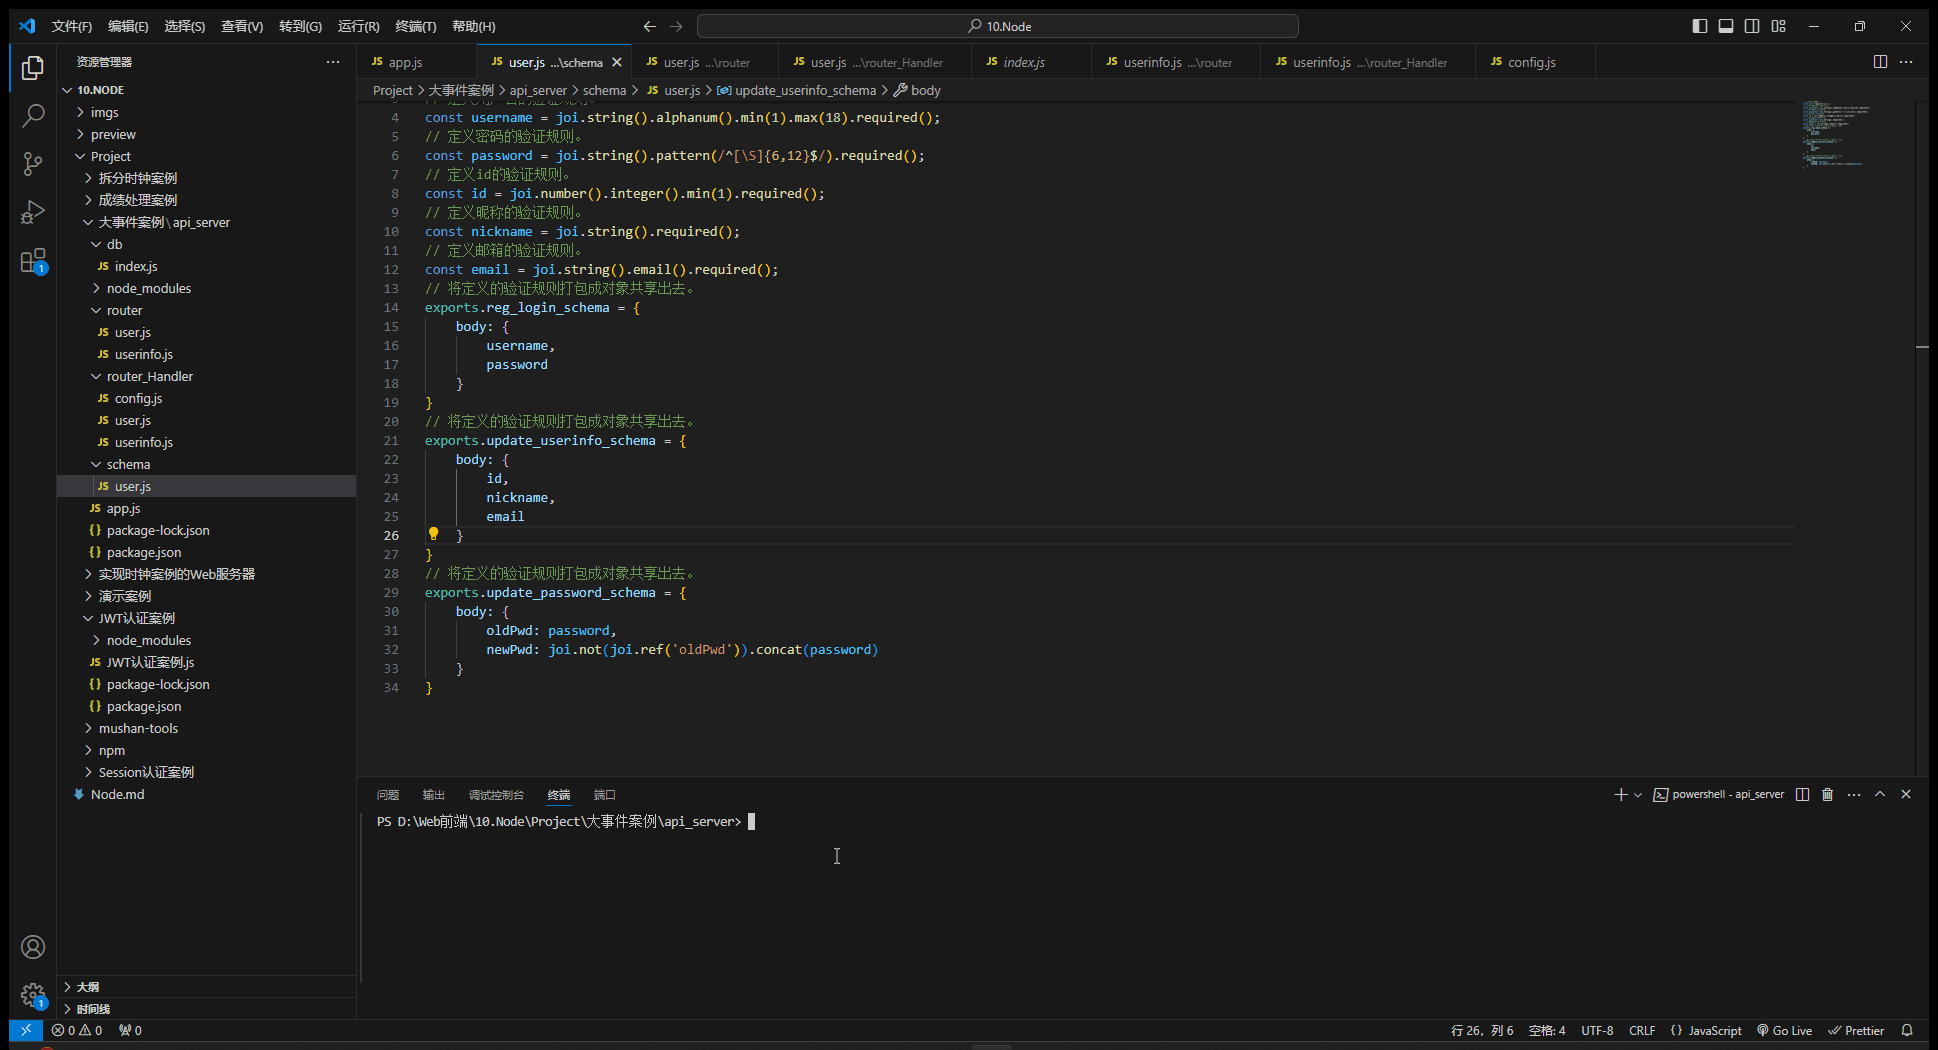 文件(F) 编辑(E) 选择(S) 查看(V) 转到(G) 运行(R) 终端(T) 帮助(H) 10.Node
资源管理器
10.NODE
imgs
preview
Project
拆分时钟案例
成绩处理案例
大事件案例\api_server
db
JS index.js
node_modules
router
JS user.js
JS userinfo.js
router_Handler
JS config.js
JS user.js
JS userinfo.js
schema
JS user.js
JS app.js
{} package-lock.json
{} package.json
实现时钟案例的Web服务器
演示案例
JWT认证案例
node_modules
JS JWT认证案例.js
{} package-lock.json
{} package.json
mushan-tools
npm
Session认证案例
Node.md
大纲
时间线
JS app.js JS user.js ...\schema JS user.js ...\router JS user.js ...\router_Handler JS index.js JS userinfo.js ...\router JS userinfo.js ...\router_Handler JS config.js
Project > 大事件案例 > api_server > schema > JS user.js > update_userinfo_schema > body
4 const username = joi.string().alphanum().min(1).max(18).required();
5 // 定义密码的验证规则。
6 const password = joi.string().pattern(/^[\S]{6,12}$/).required();
7 // 定义id的验证规则。
8 const id = joi.number().integer().min(1).required();
9 // 定义昵称的验证规则。
10 const nickname = joi.string().required();
11 // 定义邮箱的验证规则。
12 const email = joi.string().email().required();
13 // 将定义的验证规则打包成对象共享出去。
14 exports.reg_login_schema = {
15 body: {
16 username,
17 password
18 }
19 }
20 // 将定义的验证规则打包成对象共享出去。
21 exports.update_userinfo_schema = {
22 body: {
23 id,
24 nickname,
25 email
26 }
27 }
28 // 将定义的验证规则打包成对象共享出去。
29 exports.update_password_schema = {
30 body: {
31 oldPwd: password,
32 newPwd: joi.not(joi.ref('oldPwd')).concat(password)
33 }
34 }
问题 输出 调试控制台 终端 端口 powershell - api_server
PS D:\Web前端\10.Node\Project\大事件案例\api_server>
1
1
0 0 0 行 26，列 6 空格: 4 UTF-8 CRLF {} JavaScript Go Live Prettier